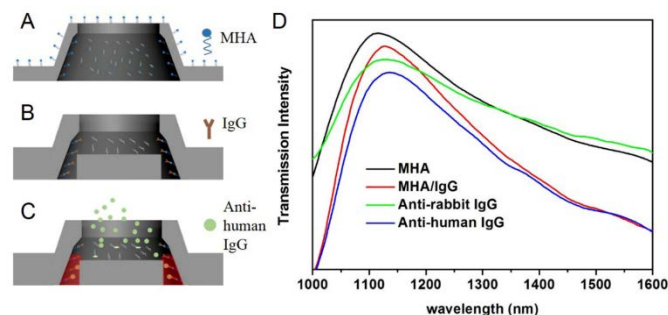 A
MHA
B
IgG
C
Anti-
human
IgG
D
Transmission Intensity
MHA
MHA/IgG
Anti-rabbit IgG
Anti-human IgG
1000 1100 1200 1300 1400 1500 1600
wavelength (nm)